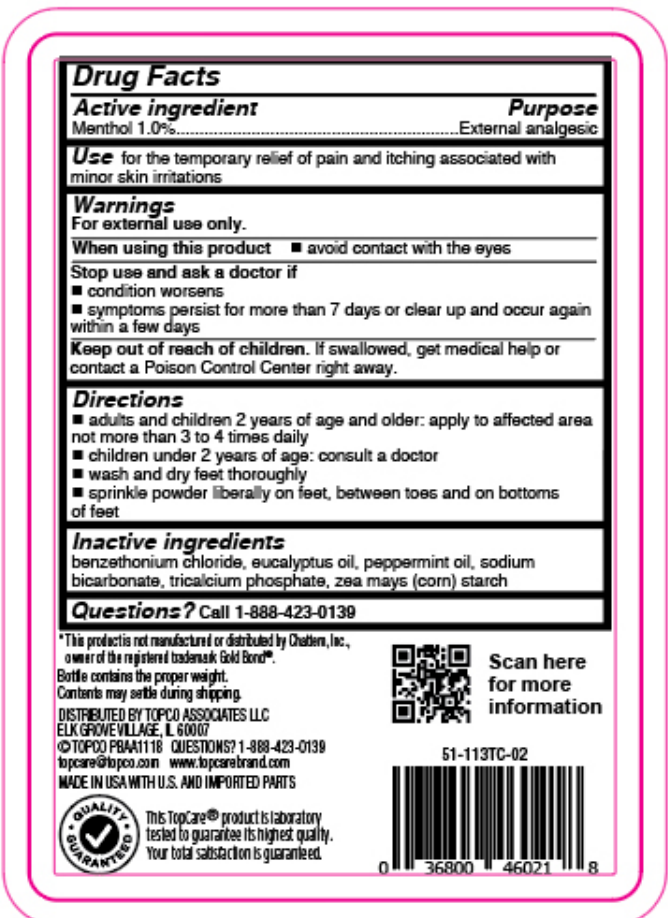 Drug Facts
Active ingredient Purpose
Menthol 1.0%..........................................................External analgesic
Use for the temporary relief of pain and itching associated with
minor skin irritations
Warnings
For external use only.
When using this product ■ avoid contact with the eyes
Stop use and ask a doctor if
■ condition worsens
■ symptoms persist for more than 7 days or clear up and occur again
within a few days
Keep out of reach of children. If swallowed, get medical help or
contact a Poison Control Center right away.
Directions
■ adults and children 2 years of age and older: apply to affected area
not more than 3 to 4 times daily
■ children under 2 years of age: consult a doctor
■ wash and dry feet thoroughly
■ sprinkle powder liberally on feet, between toes and on bottoms
of feet
Inactive ingredients
benzethonium chloride, eucalyptus oil, peppermint oil, sodium
bicarbonate, tricalcium phosphate, zea mays (corn) starch
Questions? Call 1-888-423-0139
*This product is not manufactured or distributed by Chattem, Inc.,
owner of the registered trademark Gold Bond®.
Bottle contains the proper weight.
Contents may settle during shipping.
DISTRIBUTED BY TOPCO ASSOCIATES LLC
ELK GROVE VILLAGE, IL 60007
©TOPCO PBAA1118 QUESTIONS? 1-888-423-0139
topcare@topco.com www.topcarebrand.com
MADE IN USA WITH U.S. AND IMPORTED PARTS
QUALITY
GUARANTEED
This TopCare® product is laboratory
tested to guarantee its highest quality.
Your total satisfaction is guaranteed.
Scan here
for more
information
51-113TC-02
0 36800 46021 8